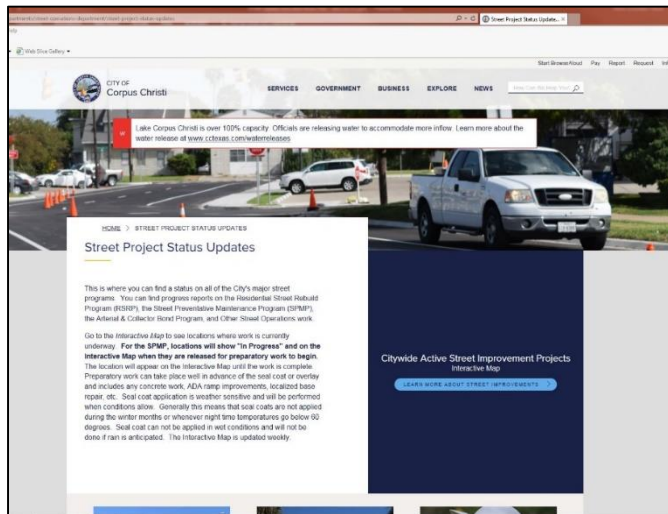 Street Project Status Update...
Web Slice Gallery
Start Browse Aloud Pay Report Request
CITY OF
Corpus Christi
SERVICES GOVERNMENT BUSINESS EXPLORE NEWS
Lake Corpus Christi is over 100% capacity. Officials are releasing water to accommodate more inflow. Learn more about the
water release at www.cctexas.com/waterreleases
HOME > STREET PROJECT STATUS UPDATES
Street Project Status Updates
This is where you can find a status on all of the City's major street
programs. You can find progress reports on the Residential Street Rebuild
Program (RSRP), the Street Preventative Maintenance Program (SPMP),
the Arterial & Collector Bond Program, and Other Street Operations work.
Go to the Interactive Map to see locations where work is currently
underway. For the SPMP, locations will show "In Progress" and on the
Interactive Map when they are released for preparatory work to begin.
The location will appear on the Interactive Map until the work is complete.
Preparatory work can take place well in advance of the seal coat or overlay
and includes any concrete work, ADA ramp improvements, localized base
repair, etc. Seal coat application is weather sensitive and will be performed
when conditions allow. Generally this means that seal coats are not applied
during the winter months or whenever night time temperatures go below 60
degrees. Seal coat can not be applied in wet conditions and will not be
done if rain is anticipated. The Interactive Map is updated weekly.
Citywide Active Street Improvement Projects
Interactive Map
LEARN MORE ABOUT STREET IMPROVEMENTS >